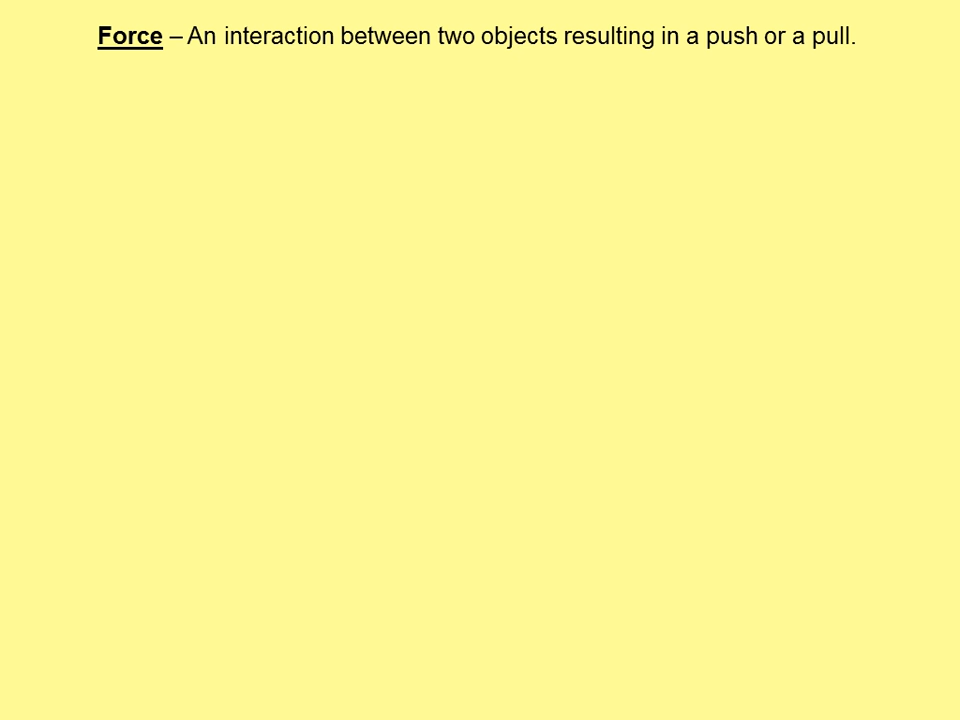 Force – An interaction between two objects resulting in a push or a pull.